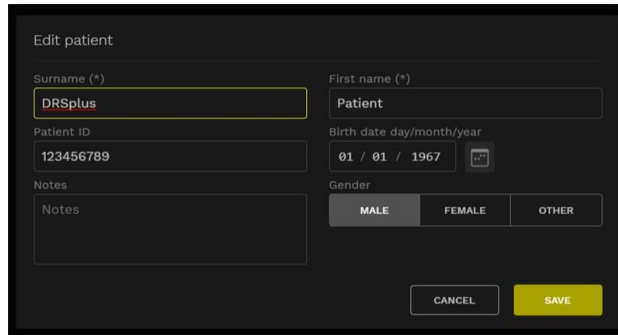 Edit patient
Surname (*) First name (*)
DRSplus Patient
Patient ID Birth date day/month/year
123456789 01 / 01 / 1967
Notes Gender
Notes MALE FEMALE OTHER
CANCEL SAVE